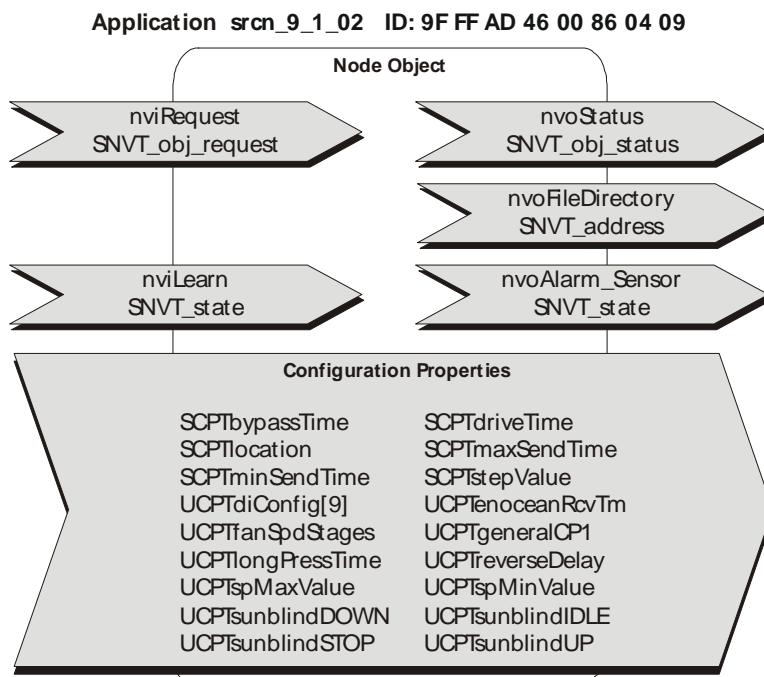 Application srcn_9_1_02 ID: 9F FF AD 46 00 86 04 09
Node Object
nviRequest
SNVT_obj_request
nvoStatus
SNVT_obj_status
nvoFileDirectory
SNVT_address
nviLearn
SNVT_state
nvoAlarm_Sensor
SNVT_state
Configuration Properties
SCPTbypassTime SCPTdriveTime
SCPTlocation SCPTmaxSendTime
SCPTminSendTime SCPTstepValue
UCPTdiConfig[9] UCPTenoceanRcvTm
UCPTfanSpdStages UCPTgeneralCP1
UCPTlongPressTime UCPTreverseDelay
UCPTspMaxValue UCPTspMinValue
UCPTsunblindDOWN UCPTsunblindIDLE
UCPTsunblindSTOP UCPTsunblindUP